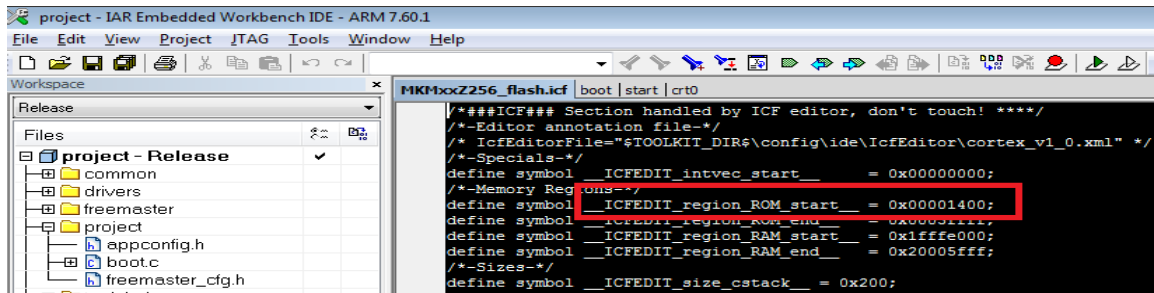 project - IAR Embedded Workbench IDE - ARM 7.60.1
File Edit View Project JTAG Tools Window Help
Workspace
Release
Files
project - Release
common
drivers
freemaster
project
appconfig.h
boot.c
freemaster_cfg.h
MKMxxZ256_flash.icf boot start crt0
/*###ICF### Section handled by ICF editor, don't touch! ****/
/*-Editor annotation file-*/
/* IcfEditorFile="$TOOLKIT_DIR$\config\ide\IcfEditor\cortex_v1_0.xml" */
/*-Specials-*/
define symbol __ICFEDIT_intvec_start__ = 0x00000000;
/*-Memory Regions-*/
define symbol __ICFEDIT_region_ROM_start__ = 0x00001400;
define symbol __ICFEDIT_region_ROM_end__ = 0x0003ffff;
define symbol __ICFEDIT_region_RAM_start__ = 0x1fffe000;
define symbol __ICFEDIT_region_RAM_end__ = 0x20005fff;
/*-Sizes-*/
define symbol __ICFEDIT_size_cstack__ = 0x200;